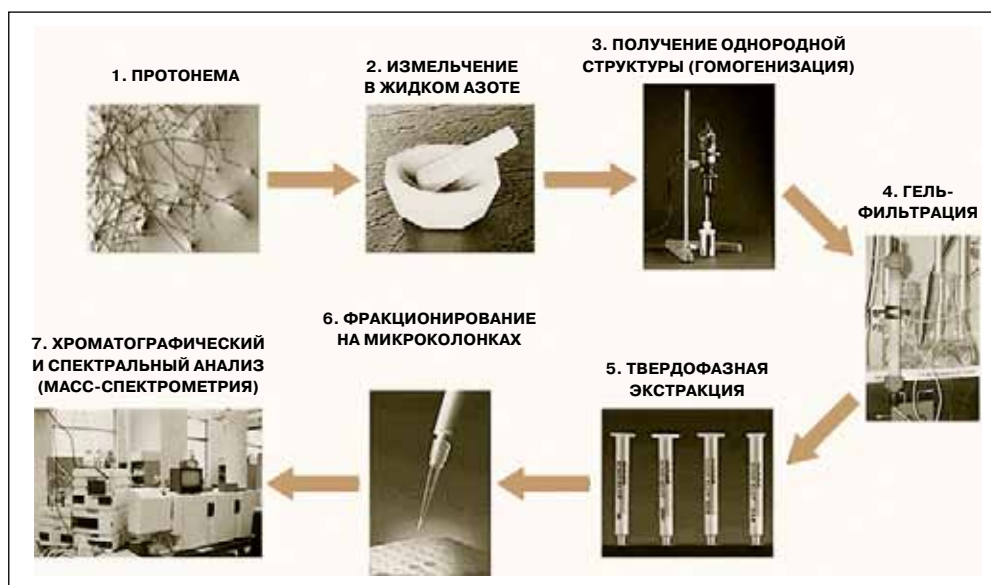 1. ПРОТОНЕМА
2. ИЗМЕЛЬЧЕНИЕ
В ЖИДКОМ АЗОТЕ
3. ПОЛУЧЕНИЕ ОДНОРОДНОЙ
СТРУКТУРЫ (ГОМОГЕНИЗАЦИЯ)
4. ГЕЛЬ-
ФИЛЬТРАЦИЯ
5. ТВЕРДОФАЗНАЯ
ЭКСТРАКЦИЯ
6. ФРАКЦИОНИРОВАНИЕ
НА МИКРОКОЛОНКАХ
7. ХРОМАТОГРАФИЧЕСКИЙ
И СПЕКТРАЛЬНЫЙ АНАЛИЗ
(МАСС-СПЕКТРОМЕТРИЯ)